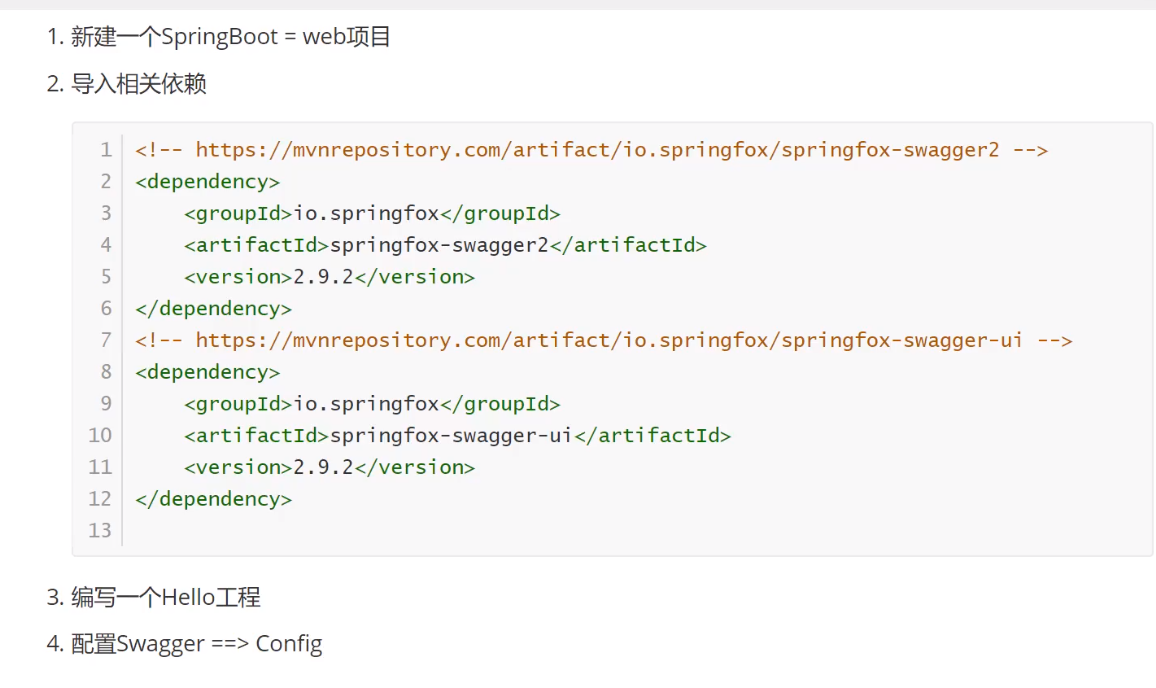 1. 新建一个SpringBoot = web项目
2. 导入相关依赖
1 <!-- https://mvnrepository.com/artifact/io.springfox/springfox-swagger2 -->
2 <dependency>
3     <groupId>io.springfox</groupId>
4     <artifactId>springfox-swagger2</artifactId>
5     <version>2.9.2</version>
6 </dependency>
7 <!-- https://mvnrepository.com/artifact/io.springfox/springfox-swagger-ui -->
8 <dependency>
9     <groupId>io.springfox</groupId>
10     <artifactId>springfox-swagger-ui</artifactId>
11     <version>2.9.2</version>
12 </dependency>
13
3. 编写一个Hello工程
4. 配置Swagger ==> Config